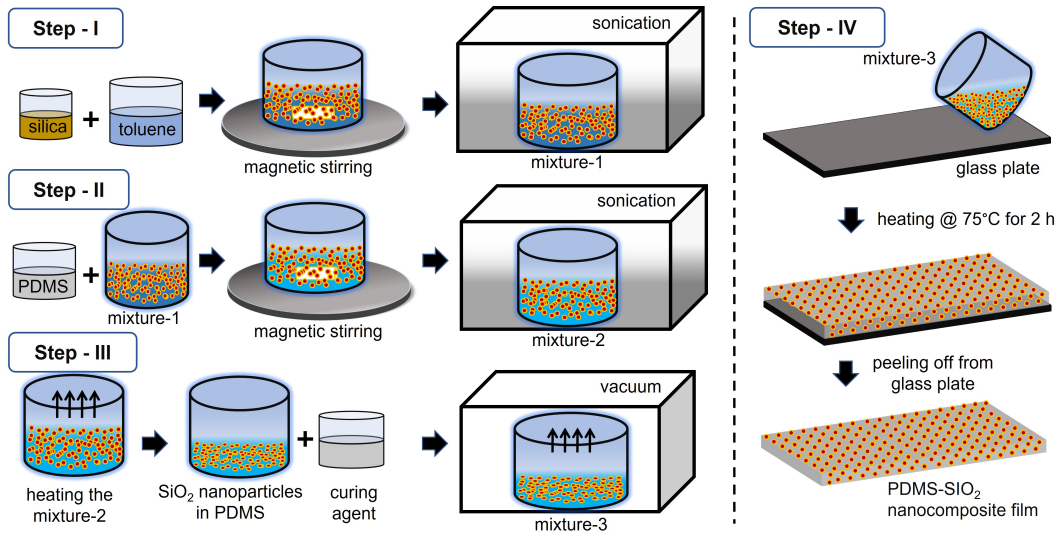 Step - I
silica
+
toluene
magnetic stirring
sonication
mixture-1
Step - II
PDMS
+
mixture-1
magnetic stirring
sonication
mixture-2
Step - III
heating the
mixture-2
SiO₂ nanoparticles
in PDMS
+
curing
agent
vacuum
mixture-3
Step - IV
mixture-3
glass plate
heating @ 75°C for 2 h
peeling off from
glass plate
PDMS-SIO₂
nanocomposite film